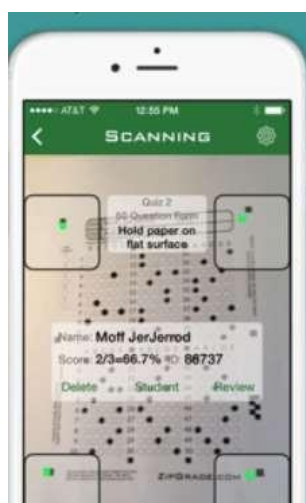 AT&T 12:55 PM
SCANNING
Quiz 2
50 Question Form
Hold paper on
flat surface
Name: Moff JerJerrod
Score: 2/3=66.7% ID: 86737
Delete Student Review
ZIPGRADE.COM